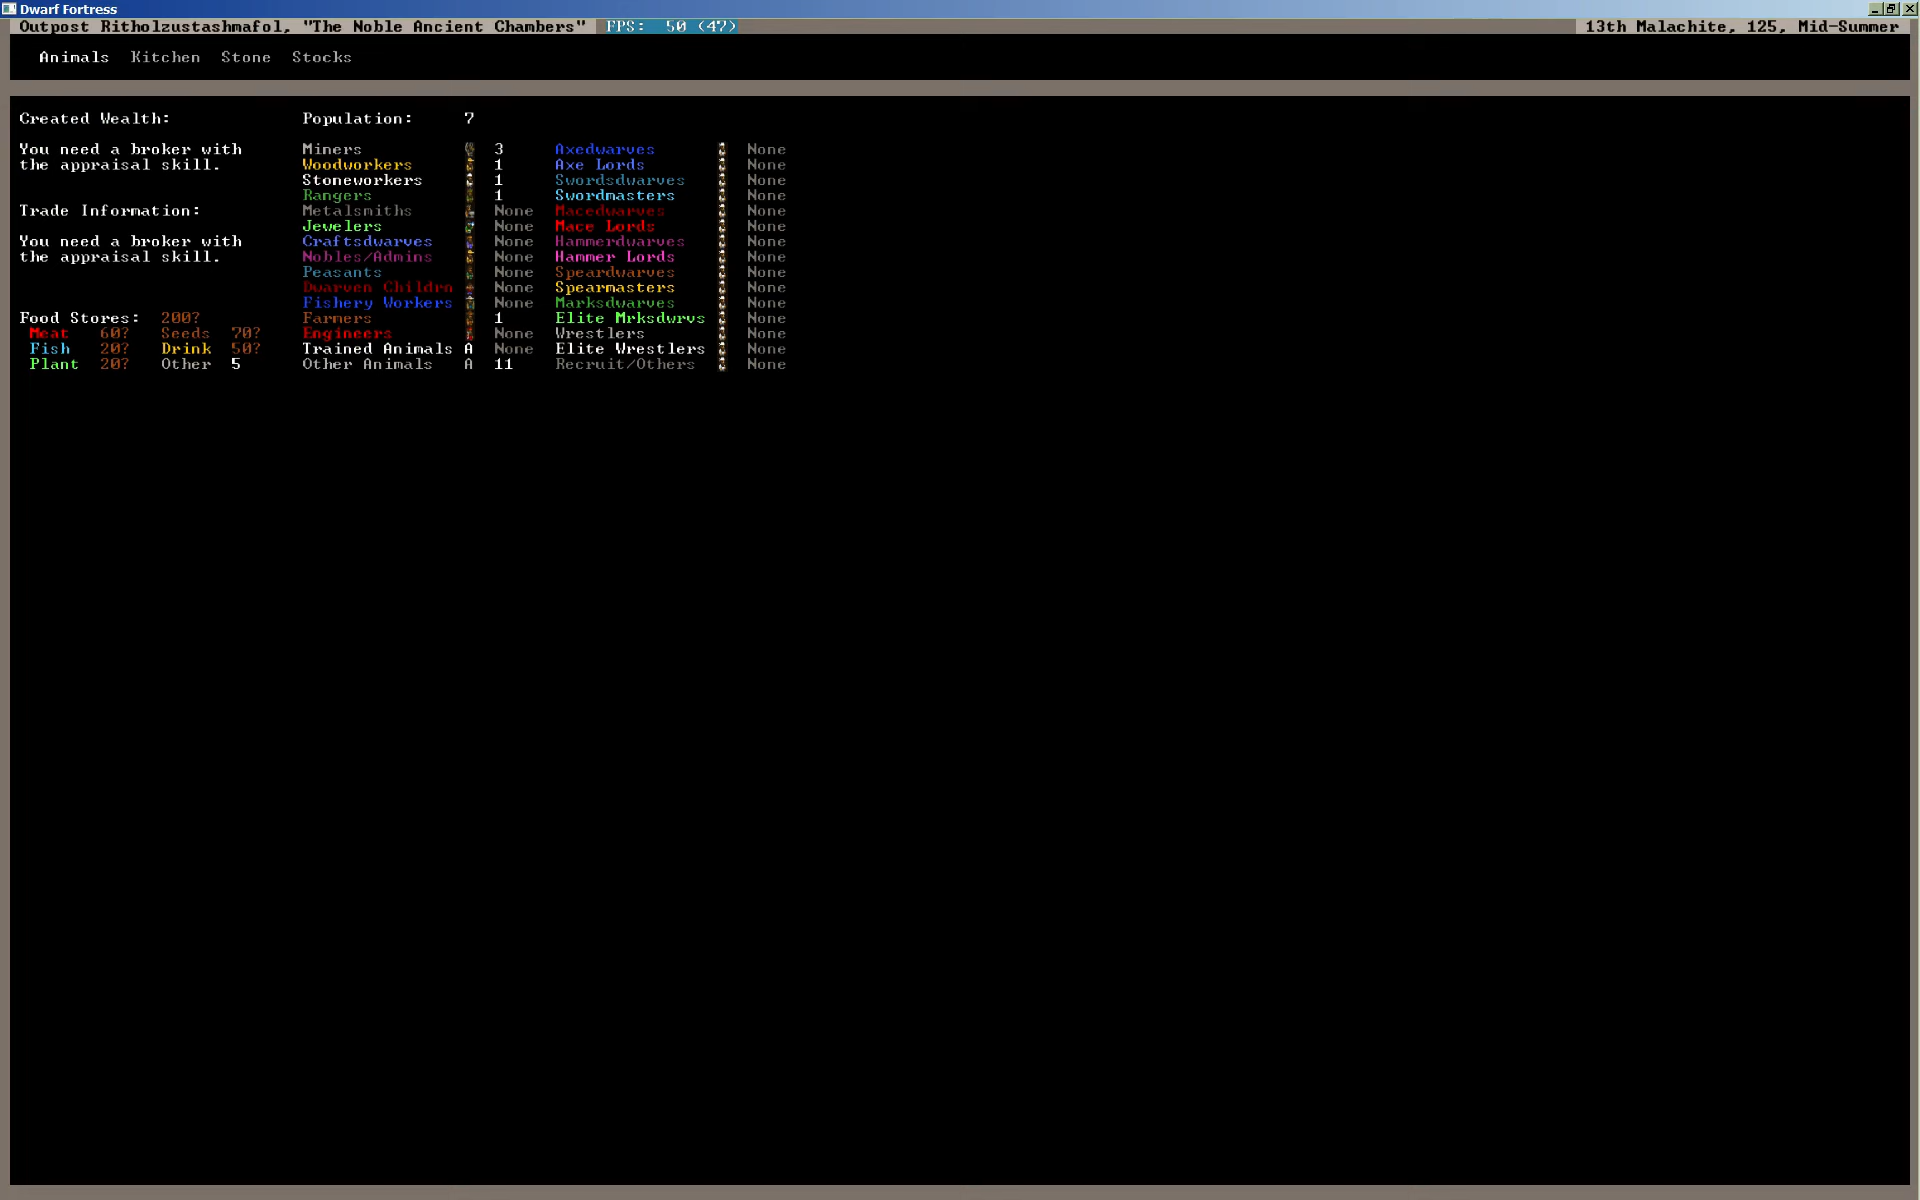 Dwarf Fortress
Outpost Ritholzustashmafol, "The Noble Ancient Chambers" FPS: 50 (47) 13th Malachite, 125, Mid-Summer
Animals Kitchen Stone Stocks
Created Wealth: Population: 7
You need a broker with Miners 3 Axedwarves None
the appraisal skill. Woodworkers 1 Axe Lords None
Stoneworkers 1 Swordsdwarves None
Rangers 1 Swordmasters None
Trade Information: Metalsmiths None Macedwarves None
Jewelers None Mace Lords None
You need a broker with Craftsdwarves None Hammerdwarves None
the appraisal skill. Nobles/Admins None Hammer Lords None
Peasants None Speardwarves None
Dwarven Childrn None Spearmasters None
Fishery Workers None Marksdwarves None
Food Stores: 200? Farmers 1 Elite Mrksdwrvs None
Meat 60? Seeds 70? Engineers None Wrestlers None
Fish 20? Drink 50? Trained Animals A None Elite Wrestlers None
Plant 20? Other 5 Other Animals A 11 Recruit/Others None